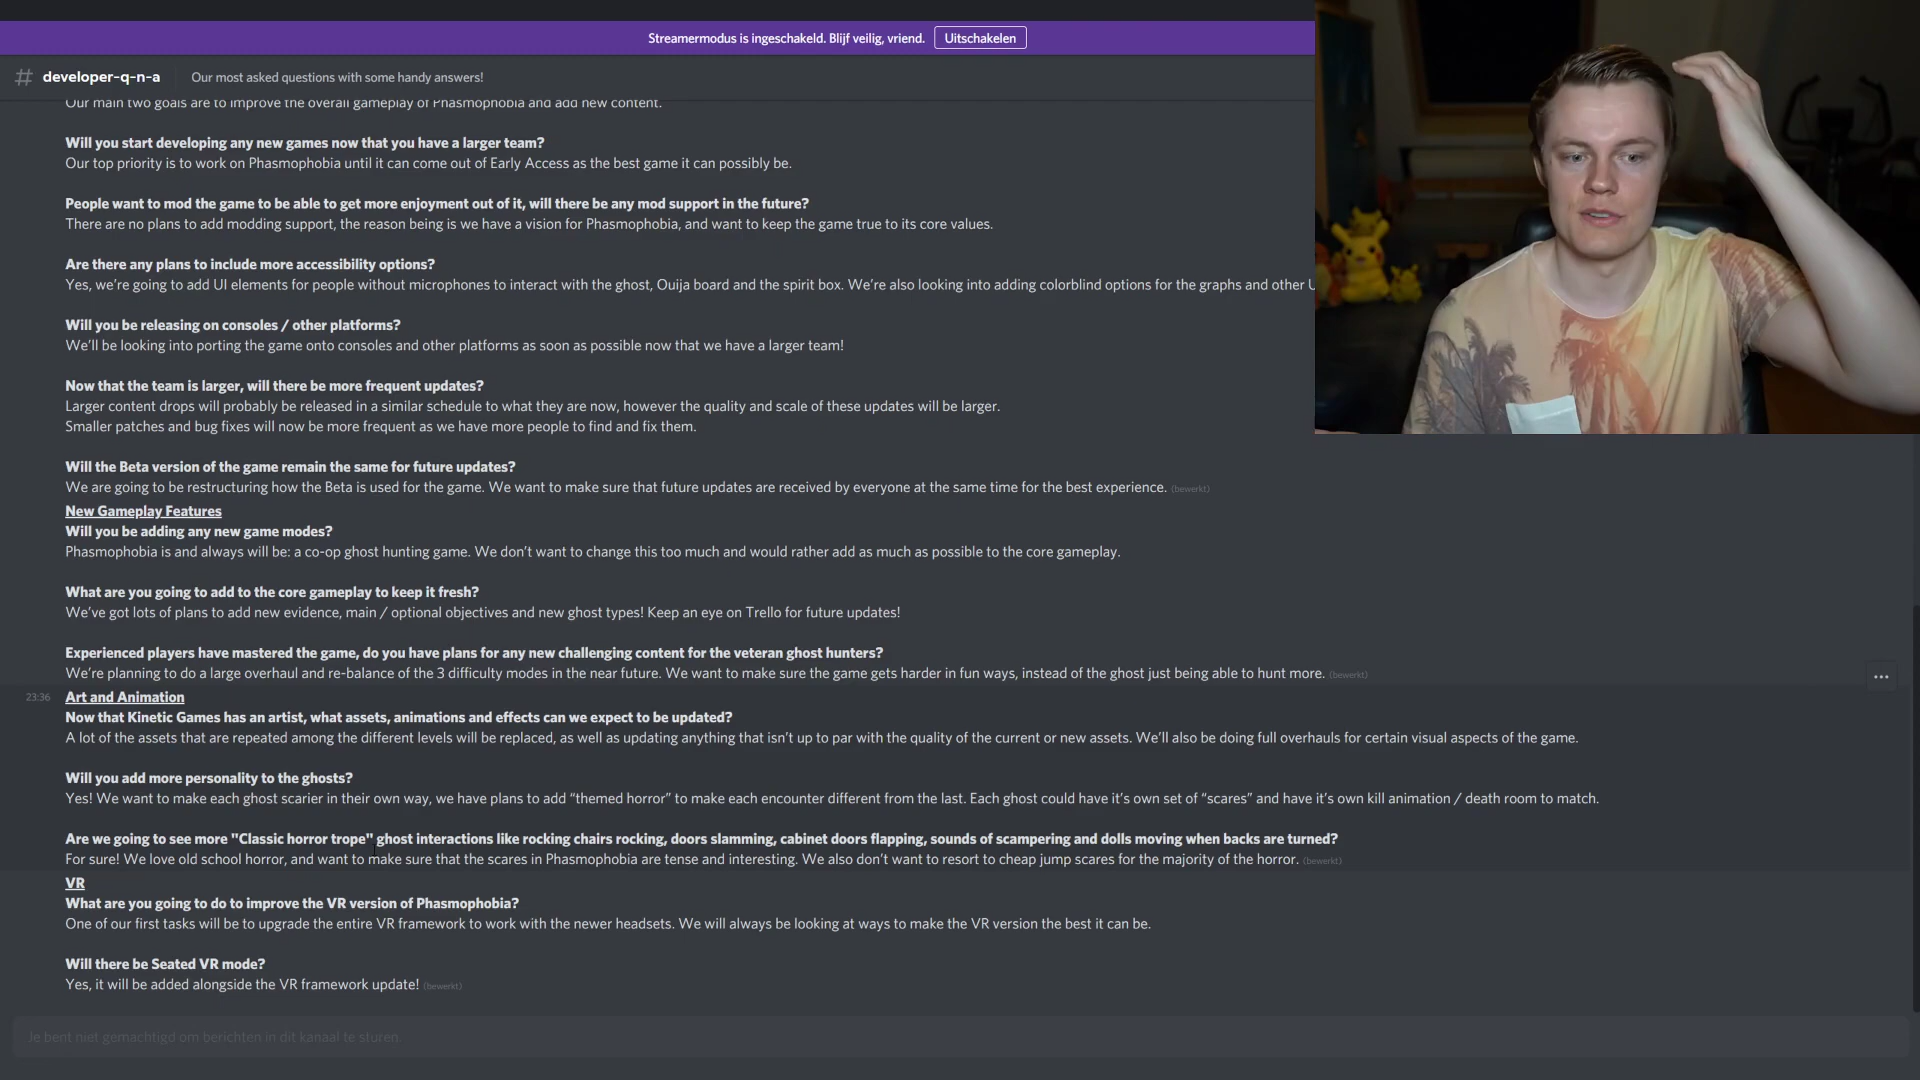 Streamermodus is ingeschakeld. Blijf veilig, vriend. Uitschakelen
# developer-q-n-a Our most asked questions with some handy answers!
Our main two goals are to improve the overall gameplay of Phasmophobia and add new content.
Will you start developing any new games now that you have a larger team?
Our top priority is to work on Phasmophobia until it can come out of Early Access as the best game it can possibly be.
People want to mod the game to be able to get more enjoyment out of it, will there be any mod support in the future?
There are no plans to add modding support, the reason being is we have a vision for Phasmophobia, and want to keep the game true to its core values.
Are there any plans to include more accessibility options?
Yes, we're going to add UI elements for people without microphones to interact with the ghost, Ouija board and the spirit box. We're also looking into adding colorblind options for the graphs and other
Will you be releasing on consoles / other platforms?
We'll be looking into porting the game onto consoles and other platforms as soon as possible now that we have a larger team!
Now that the team is larger, will there be more frequent updates?
Larger content drops will probably be released in a similar schedule to what they are now, however the quality and scale of these updates will be larger.
Smaller patches and bug fixes will now be more frequent as we have more people to find and fix them.
Will the Beta version of the game remain the same for future updates?
We are going to be restructuring how the Beta is used for the game. We want to make sure that future updates are received by everyone at the same time for the best experience. (bewerkt)
New Gameplay Features
Will you be adding any new game modes?
Phasmophobia is and always will be: a co-op ghost hunting game. We don't want to change this too much and would rather add as much as possible to the core gameplay.
What are you going to add to the core gameplay to keep it fresh?
We've got lots of plans to add new evidence, main / optional objectives and new ghost types! Keep an eye on Trello for future updates!
Experienced players have mastered the game, do you have plans for any new challenging content for the veteran ghost hunters?
We're planning to do a large overhaul and re-balance of the 3 difficulty modes in the near future. We want to make sure the game gets harder in fun ways, instead of the ghost just being able to hunt more. (bewerkt)
23:36 Art and Animation
Now that Kinetic Games has an artist, what assets, animations and effects can we expect to be updated?
A lot of the assets that are repeated among the different levels will be replaced, as well as updating anything that isn't up to par with the quality of the current or new assets. We'll also be doing full overhauls for certain visual aspects of the game.
Will you add more personality to the ghosts?
Yes! We want to make each ghost scarier in their own way, we have plans to add “themed horror” to make each encounter different from the last. Each ghost could have it's own set of “scares” and have it's own kill animation / death room to match.
Are we going to see more "Classic horror trope" ghost interactions like rocking chairs rocking, doors slamming, cabinet doors flapping, sounds of scampering and dolls moving when backs are turned?
For sure! We love old school horror, and want to make sure that the scares in Phasmophobia are tense and interesting. We also don't want to resort to cheap jump scares for the majority of the horror. (bewerkt)
VR
What are you going to do to improve the VR version of Phasmophobia?
One of our first tasks will be to upgrade the entire VR framework to work with the newer headsets. We will always be looking at ways to make the VR version the best it can be.
Will there be Seated VR mode?
Yes, it will be added alongside the VR framework update! (bewerkt)
Je bent niet gemachtigd om berichten in dit kanaal te sturen.